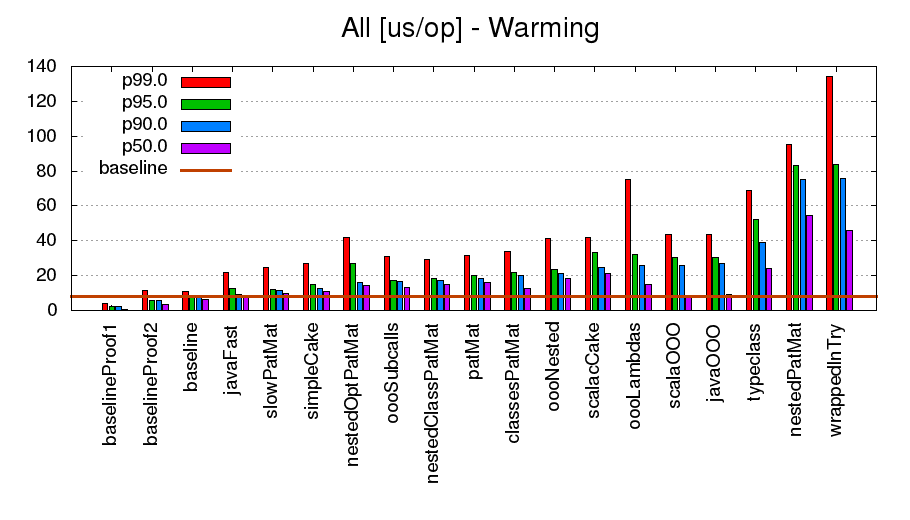 All [us/op] - Warming
140
120
100
80
60
40
20
0
p99.0
p95.0
p90.0
p50.0
baseline
baselineProof1
baselineProof2
baseline
javaFast
slowPatMat
simpleCake
nestedOptPatMat
oooSubcalls
nestedClassPatMat
patMat
classesPatMat
oooNested
scalacCake
oooLambdas
scalaOOO
javaOOO
typeclass
nestedPatMat
wrappedInTry